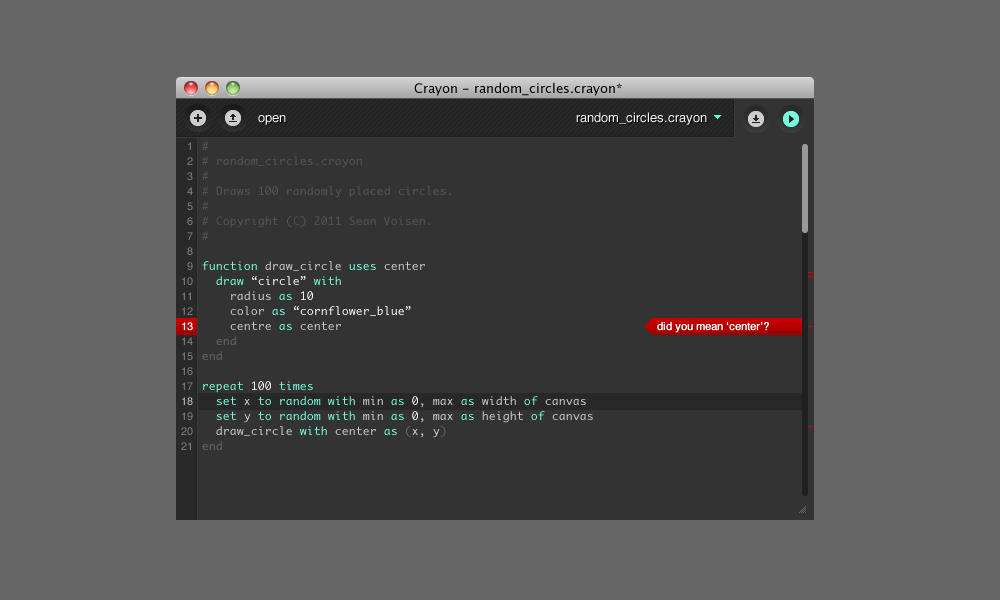 Crayon – random_circles.crayon*
open random_circles.crayon
1 #
2 # random_circles.crayon
3 #
4 # Draws 100 randomly placed circles.
5 #
6 # Copyright (C) 2011 Sean Voisen.
7 #
8
9 function draw_circle uses center
10 draw “circle” with
11 radius as 10
12 color as “cornflower_blue”
13 centre as center did you mean ‘center’?
14 end
15 end
16
17 repeat 100 times
18 set x to random with min as 0, max as width of canvas
19 set y to random with min as 0, max as height of canvas
20 draw_circle with center as (x, y)
21 end